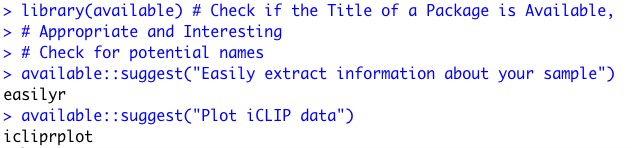 > library(available) # Check if the Title of a Package is Available,
> # Appropriate and Interesting
> # Check for potential names
> available::suggest("Easily extract information about your sample")
easilyr
> available::suggest("Plot iCLIP data")
icliprplot